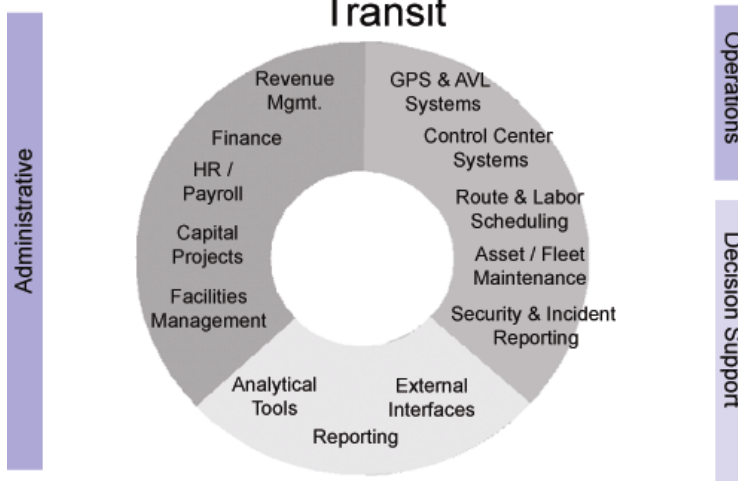 Transit
Administrative
Revenue
Mgmt.
Finance
HR /
Payroll
Capital
Projects
Facilities
Management
GPS & AVL
Systems
Control Center
Systems
Route & Labor
Scheduling
Asset / Fleet
Maintenance
Security & Incident
Reporting
Analytical
Tools
External
Interfaces
Reporting
Operations
Decision Support